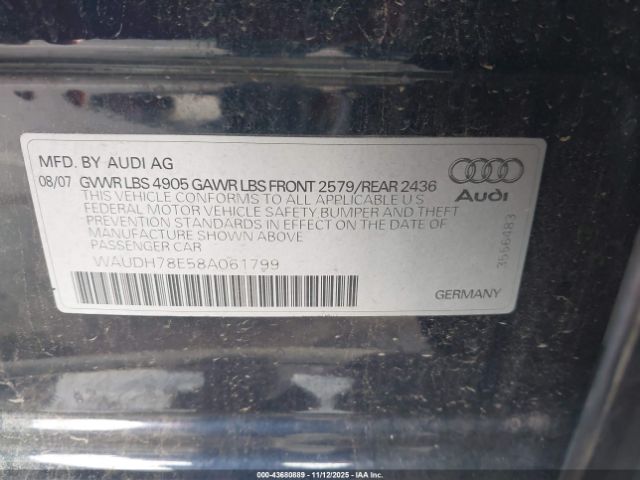 MFD. BY AUDI AG
08/07 GVWR LBS 4905 GAWR LBS FRONT 2579/REAR 2436
THIS VEHICLE CONFORMS TO ALL APPLICABLE U S
FEDERAL MOTOR VEHICLE SAFETY BUMPER AND THEFT
PREVENTION STANDARDS IN EFFECT ON THE DATE OF
MANUFACTURE SHOWN ABOVE
PASSENGER CAR
WAUDH78E58A061799
Audi
3556483
GERMANY
000-43680889 - 11/12/2025 - IAAI.com